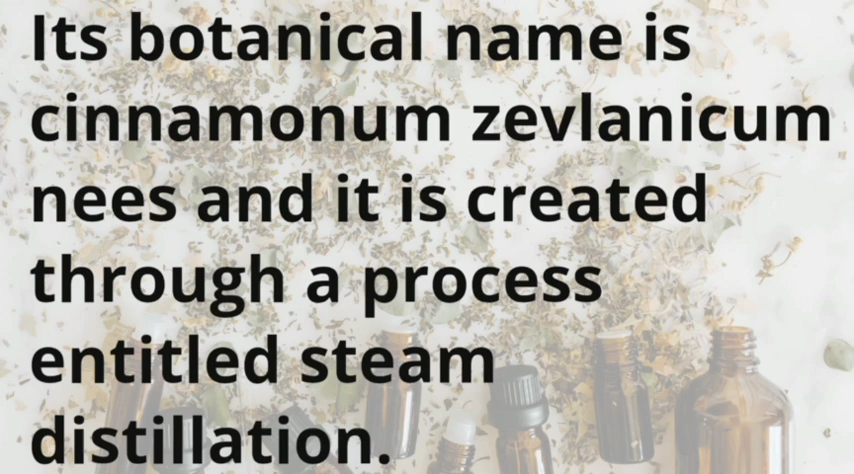 Its botanical name is
cinnamonum zevlanicum
nees and it is created
through a process
entitled steam
distillation.